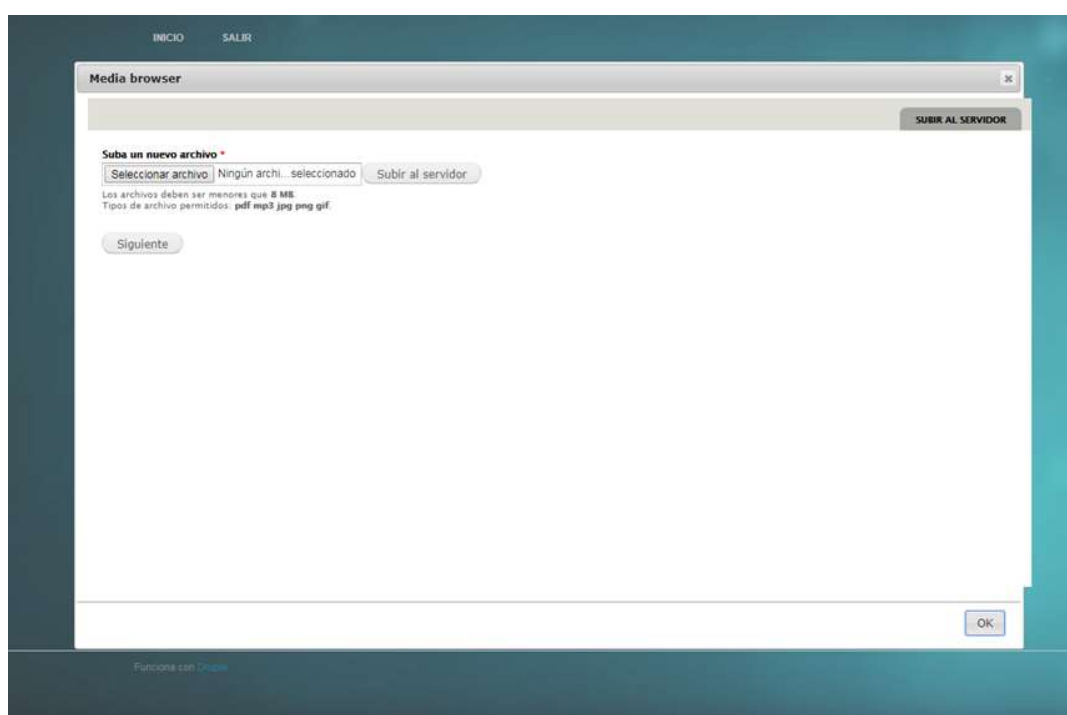 INICIO SALIR
Media browser
SUBIR AL SERVIDOR
Suba un nuevo archivo *
Seleccionar archivo Ningún archi...seleccionado Subir al servidor
Los archivos deben ser menores que 8 MB.
Tipos de archivo permitidos: pdf mp3 jpg png gif.
Siguiente
OK
Funciona con Drupal